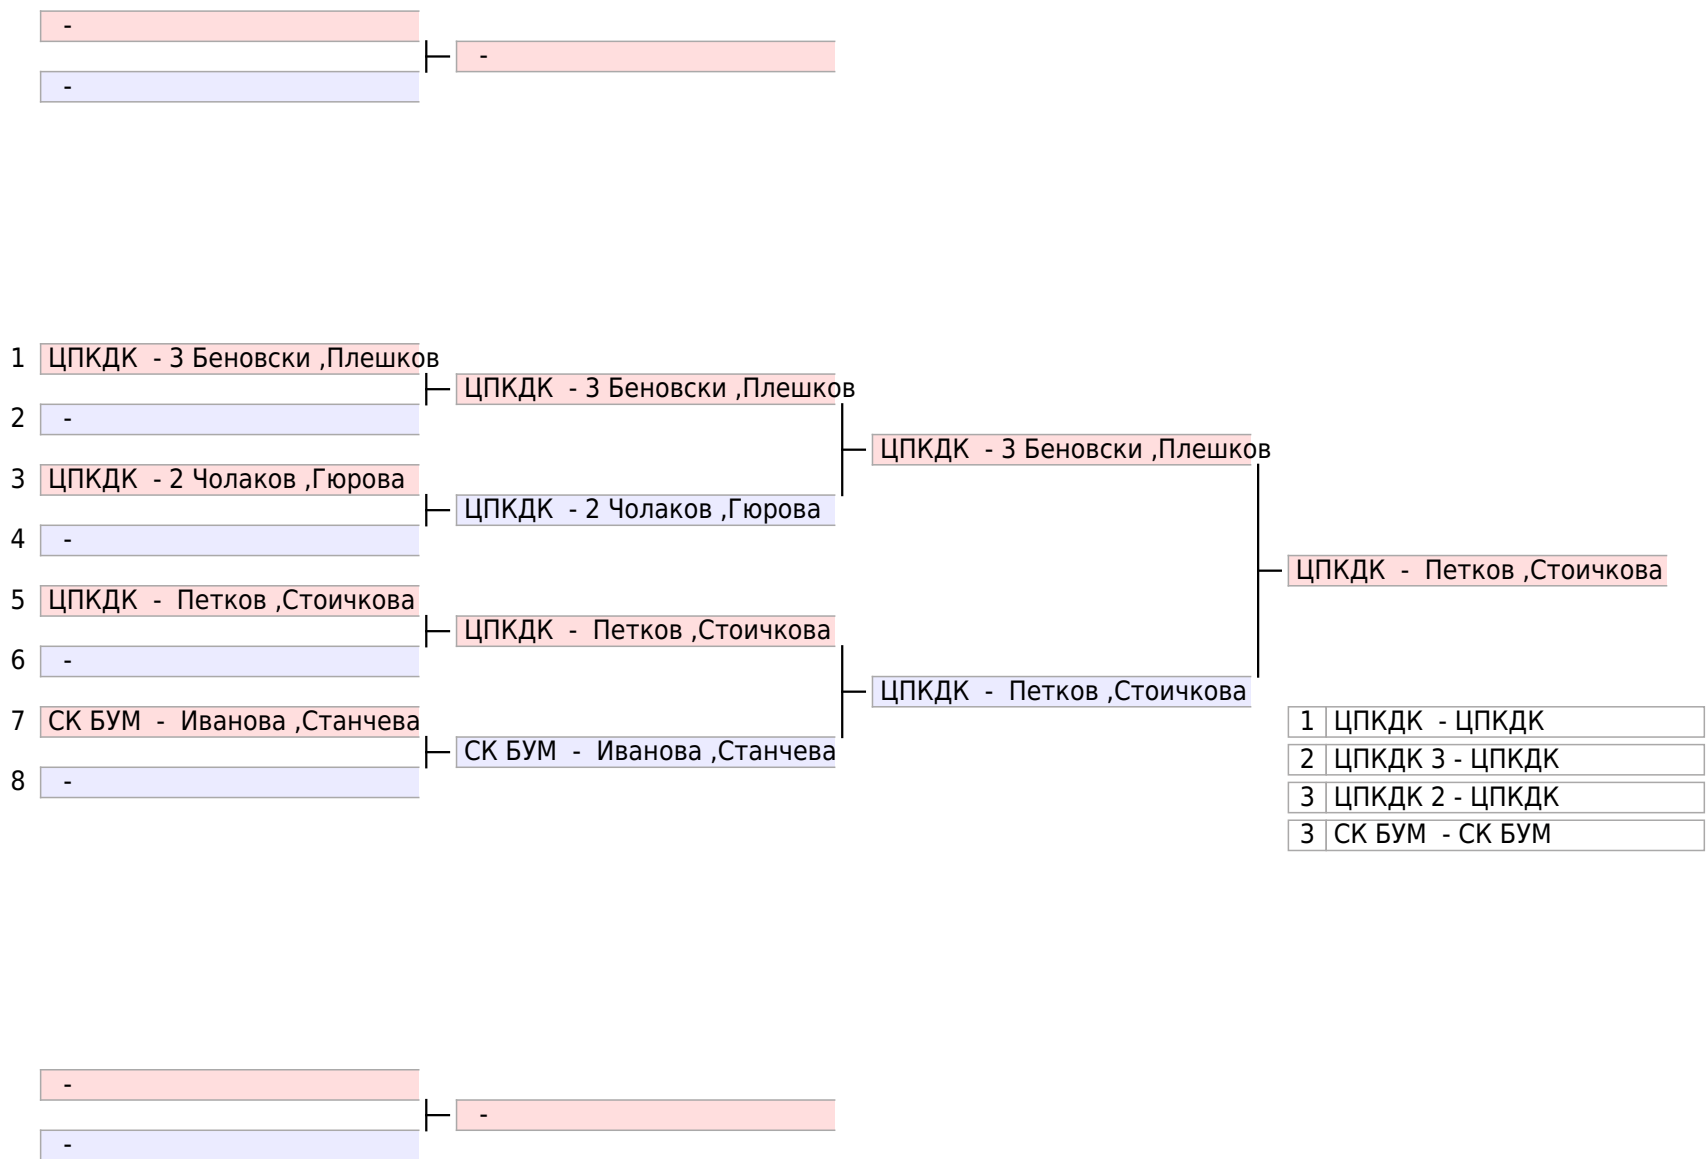 -
-
-
1 ЦПКДК - 3 Беновски ,Плешков
ЦПКДК - 3 Беновски ,Плешков
2 -
ЦПКДК - 3 Беновски ,Плешков
3 ЦПКДК - 2 Чолаков ,Гюрова
ЦПКДК - 2 Чолаков ,Гюрова
4 -
ЦПКДК - Петков ,Стоичкова
5 ЦПКДК - Петков ,Стоичкова
ЦПКДК - Петков ,Стоичкова
6 -
ЦПКДК - Петков ,Стоичкова
7 СК БУМ - Иванова ,Станчева
1 ЦПКДК - ЦПКДК
СК БУМ - Иванова ,Станчева
2 ЦПКДК 3 - ЦПКДК
8 -
3 ЦПКДК 2 - ЦПКДК
3 СК БУМ - СК БУМ
-
-
-